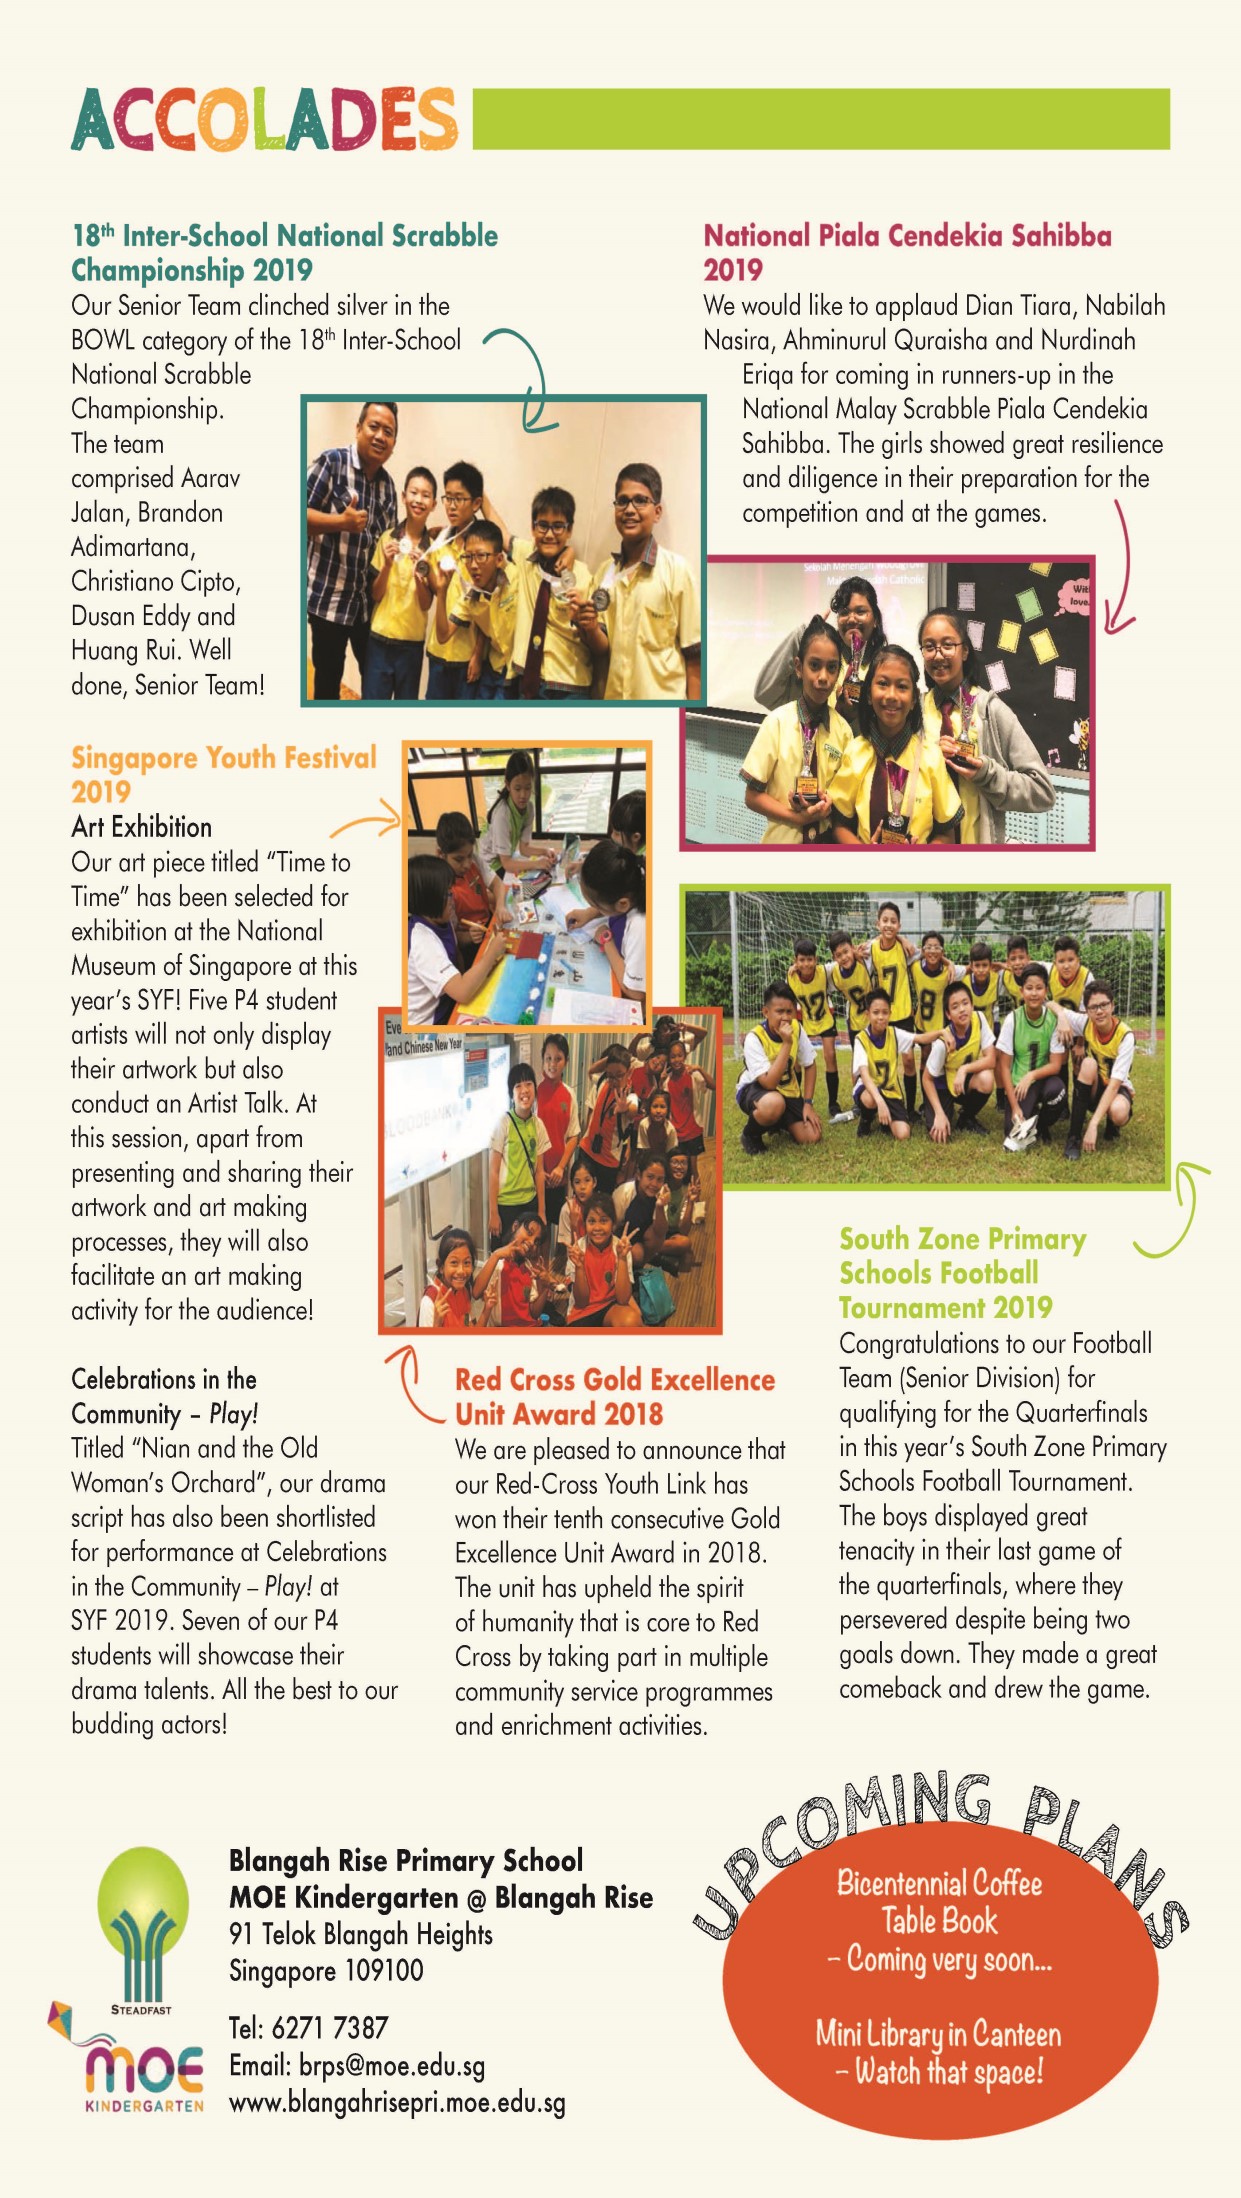 ACCOLADES
18th Inter-School National Scrabble
Championship 2019
Our Senior Team clinched silver in the
BOWL category of the 18th Inter-School
National Scrabble
Championship.
The team
comprised Aarav
Jalan, Brandon
Adimartana,
Christiano Cipto,
Dusan Eddy and
Huang Rui. Well
done, Senior Team!
National Piala Cendekia Sahibba
2019
We would like to applaud Dian Tiara, Nabilah
Nasira, Ahminurul Quraisha and Nurdinah
Eriqa for coming in runners-up in the
National Malay Scrabble Piala Cendekia
Sahibba. The girls showed great resilience
and diligence in their preparation for the
competition and at the games.
With
love.
Catholic
Singapore Youth Festival
2019
Art Exhibition
Our art piece titled “Time to
Time” has been selected for
exhibition at the National
Museum of Singapore at this
year’s SYF! Five P4 student
artists will not only display
their artwork but also
conduct an Artist Talk. At
this session, apart from
presenting and sharing their
artwork and art making
processes, they will also
facilitate an art making
activity for the audience!
Celebrations in the
Community – Play!
Titled “Nian and the Old
Woman’s Orchard”, our drama
script has also been shortlisted
for performance at Celebrations
in the Community – Play! at
SYF 2019. Seven of our P4
students will showcase their
drama talents. All the best to our
budding actors!
12 6 7 8
7 4 1
Eve
and Chinese New Year
Red Cross Gold Excellence
Unit Award 2018
We are pleased to announce that
our Red-Cross Youth Link has
won their tenth consecutive Gold
Excellence Unit Award in 2018.
The unit has upheld the spirit
of humanity that is core to Red
Cross by taking part in multiple
community service programmes
and enrichment activities.
South Zone Primary
Schools Football
Tournament 2019
Congratulations to our Football
Team (Senior Division) for
qualifying for the Quarterfinals
in this year’s South Zone Primary
Schools Football Tournament.
The boys displayed great
tenacity in their last game of
the quarterfinals, where they
persevered despite being two
goals down. They made a great
comeback and drew the game.
STEADFAST
MOE
KINDERGARTEN
Blangah Rise Primary School
MOE Kindergarten @ Blangah Rise
91 Telok Blangah Heights
Singapore 109100
Tel: 6271 7387
Email: brps@moe.edu.sg
www.blangahrisepri.moe.edu.sg
UPCOMING PLANS
Bicentennial Coffee
Table Book
– Coming very soon...
Mini Library in Canteen
– Watch that space!